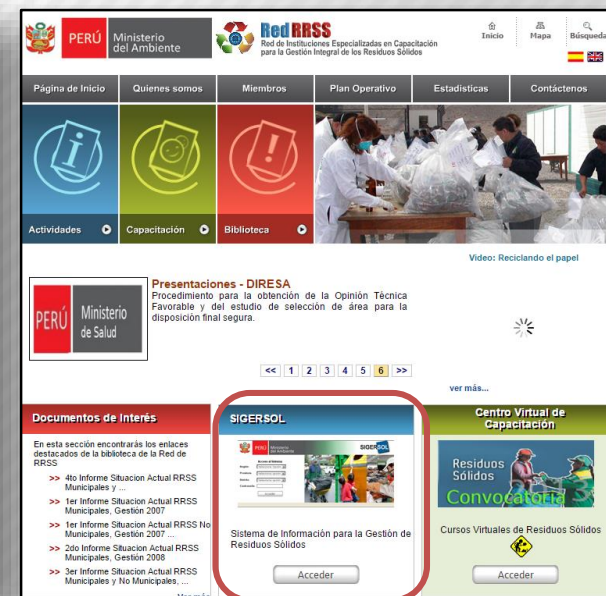 PERÚ
Ministerio
del Ambiente
Red RRSS
Red de Instituciones Especializadas en Capacitación
para la Gestión Integral de los Residuos Sólidos
Inicio
Mapa
Búsqueda
Página de Inicio
Quienes somos
Miembros
Plan Operativo
Estadísticas
Contáctenos
Actividades
Capacitación
Biblioteca
Video: Reciclando el papel
PERÚ
Ministerio
de Salud
Presentaciones - DIRESA
Procedimiento para la obtención de la Opinión Técnica
Favorable y del estudio de selección de área para la
disposición final segura.
<< 1 2 3 4 5 6 >>
ver más...
Documentos de Interés
En esta sección encontrarás los enlaces
destacados de la biblioteca de la Red de
RRSS
>> 4to Informe Situacion Actual RRSS
Municipales y ...
>> 1er Informe Situacion Actual RRSS
Municipales, Gestión 2007
>> 1er Informe Situacion Actual RRSS No
Municipales, Gestión 2007 ...
>> 2do Informe Situacion Actual RRSS
Municipales, Gestión 2008
>> 3er Informe Situacion Actual RRSS
Municipales y No Municipales, ...
SIGERSOL
PERÚ
SIGERSOL
Sistema de Información para la Gestión de
Residuos Sólidos
Acceder
Centro Virtual de
Capacitación
Residuos
Sólidos
Convocatoria 3
Cursos Virtuales de Residuos Sólidos
Acceder